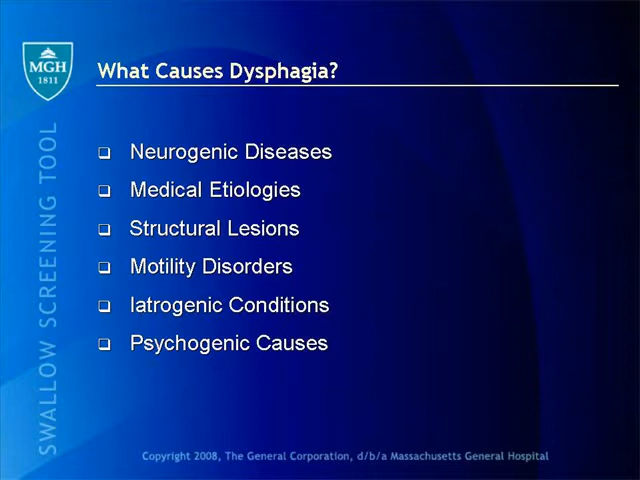 MGH
1811
What Causes Dysphagia?
SWALLOW SCREENING TOOL
Neurogenic Diseases
Medical Etiologies
Structural Lesions
Motility Disorders
Iatrogenic Conditions
Psychogenic Causes
Copyright 2008, The General Corporation, d/b/a Massachusetts General Hospital